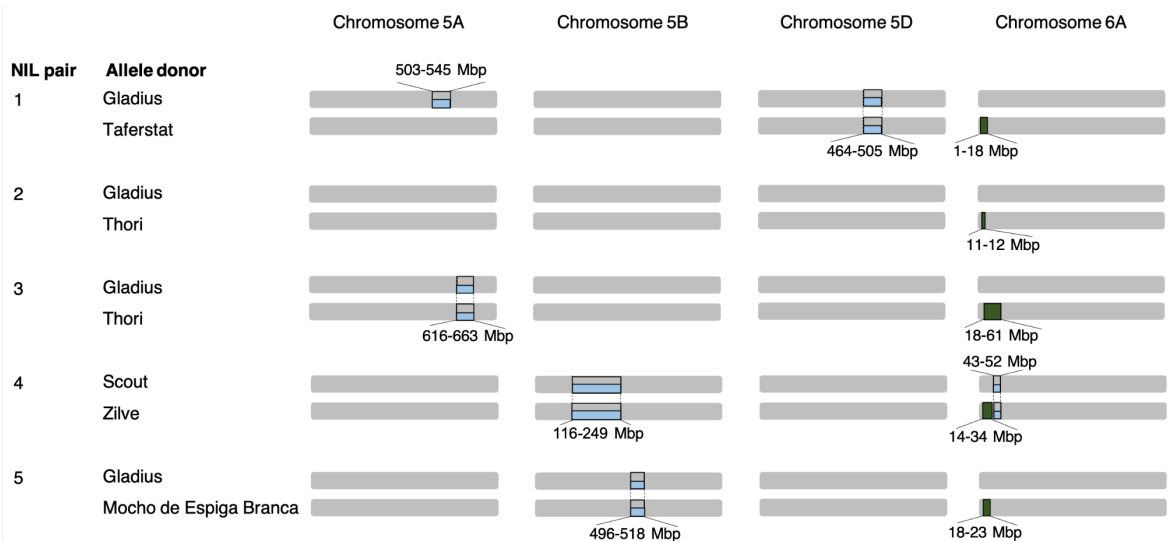 Chromosome 5A Chromosome 5B Chromosome 5D Chromosome 6A
NIL pair Allele donor 503-545 Mbp
1 Gladius
Taferstat
464-505 Mbp 1-18 Mbp
2 Gladius
Thori
11-12 Mbp
3 Gladius
Thori
616-663 Mbp 18-61 Mbp
43-52 Mbp
4 Scout
Zilve
116-249 Mbp 14-34 Mbp
5 Gladius
Mocho de Espiga Branca
496-518 Mbp 18-23 Mbp